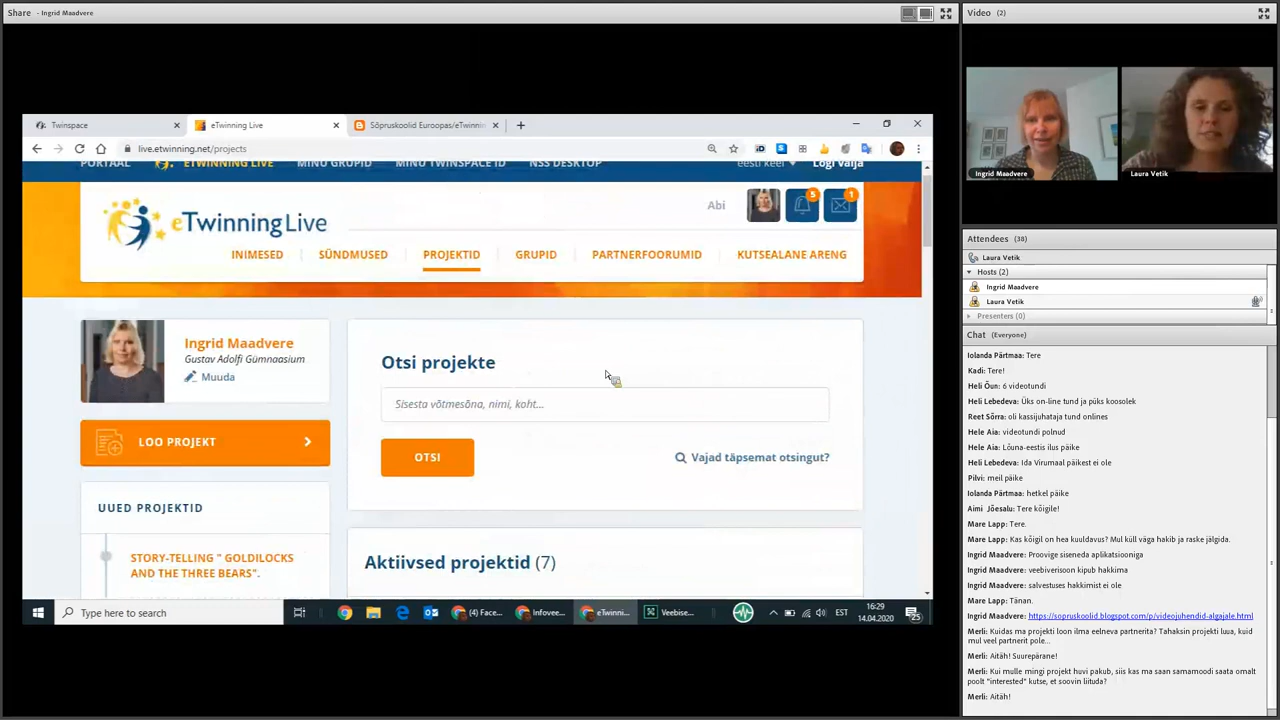 Share - Ingrid Maadvere
Twinspace
eTwinning Live
Sõpruskoolid Euroopas/eTwinnin
live.etwinning.net/projects
PORTAAL
ETWINNING LIVE
MINU GRUPID
MINU TWINSPACE'ID
NSS DESKTOP
eesti keel
Logi välja
eTwinningLive
Abi
5
1
INIMESED
SÜNDMUSED
PROJEKTID
GRUPID
PARTNERFOORUMID
KUTSEALANE ARENG
Ingrid Maadvere
Gustav Adolfi Gümnaasium
Muuda
LOO PROJEKT
UUED PROJEKTID
STORY-TELLING " GOLDILOCKS
AND THE THREE BEARS".
Otsi projekte
Sisesta võtmesõna, nimi, koht...
OTSI
Vajad täpsemat otsingut?
Aktiivsed projektid (7)
Type here to search
(4) Face...
Infovee...
eTwinni...
Veebise...
EST
16:29
14.04.2020
25
Video (2)
Ingrid Maadvere
Laura Vetik
Attendees (38)
Laura Vetik
Hosts (2)
Ingrid Maadvere
Laura Vetik
Presenters (0)
Chat (Everyone)
Iolanda Pärtmaa: Tere
Kadi: Tere!
Heli Õun: 6 videotundi
Heli Lebedeva: Üks on-line tund ja püks koosolek
Reet Sõrra: oli kassijuhataja tund onlines
Hele Aia: videotundi polnud
Hele Aia: Lõuna-eestis ilus päike
Heli Lebedeva: Ida Virumaal päikest ei ole
Pilvi: meil päike
Iolanda Pärtmaa: hetkel päike
Aimi Jõesalu: Tere kõigile!
Mare Lapp: Tere.
Mare Lapp: Kas kõigil on hea kuuldavus? Mul küll väga hakib ja raske jälgida.
Ingrid Maadvere: Proovige siseneda aplikatsiooniga
Ingrid Maadvere: veebiverisoon kipub hakkima
Ingrid Maadvere: salvestuses hakkimist ei ole
Mare Lapp: Tänan.
Ingrid Maadvere: https://sopruskoolid.blogspot.com/p/videojuhendid-algajale.html
Merli: Kuidas ma projekti loon ilma eelneva partnerita? Tahaksin projekti luua, kuid
mul veel partnerit pole...
Merli: Aitäh! Suurepärane!
Merli: Kui mulle mingi projekt huvi pakub, siis kas ma saan samamoodi saata omalt
poolt "interested" kutse, et soovin liituda?
Merli: Aitäh!